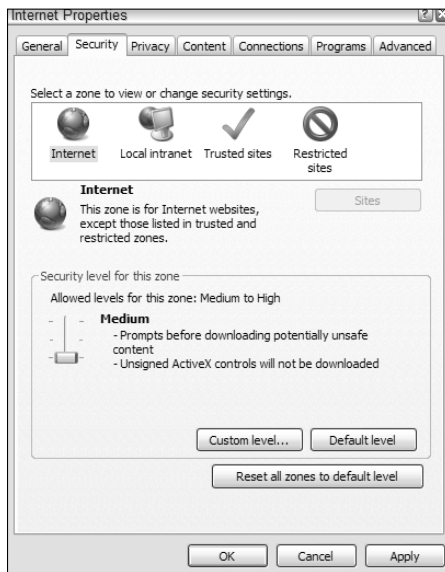 Internet Properties
General Security Privacy Content Connections Programs Advanced
Select a zone to view or change security settings.
Internet Local intranet Trusted sites Restricted
sites
Internet
Sites
This zone is for Internet websites,
except those listed in trusted and
restricted zones.
Security level for this zone
Allowed levels for this zone: Medium to High
Medium
- Prompts before downloading potentially unsafe
content
- Unsigned ActiveX controls will not be downloaded
Custom level... Default level
Reset all zones to default level
OK Cancel Apply